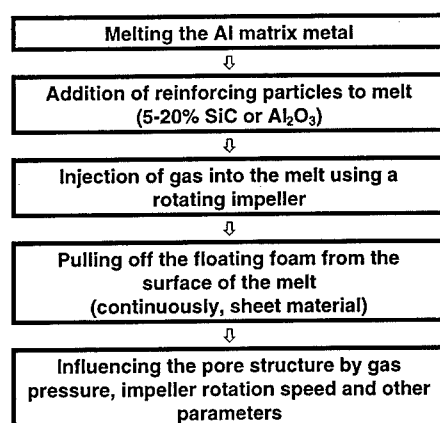 Melting the Al matrix metal
⇩
Addition of reinforcing particles to melt
(5-20% SiC or Al₂O₃)
⇩
Injection of gas into the melt using a
rotating impeller
⇩
Pulling off the floating foam from the
surface of the melt
(continuously, sheet material)
⇩
Influencing the pore structure by gas
pressure, impeller rotation speed and other
parameters